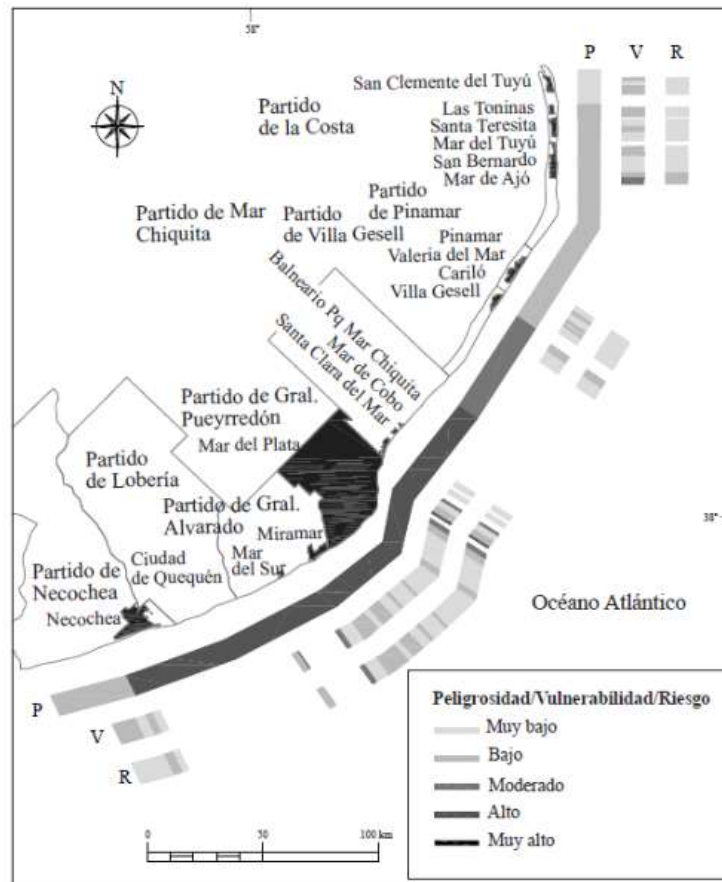 58°
P V R
N
San Clemente del Tuyú
Partido
de la Costa
Las Toninas
Santa Teresita
Mar del Tuyú
San Bernardo
Mar de Ajó
Partido
de Pinamar
Partido de Mar
Chiquita
Partido
de Villa Gesell
Pinamar
Valeria del Mar
Cariló
Villa Gesell
Balneario Pq Mar Chiquita
Mar de Cobo
Santa Clara del Mar
Partido de Gral.
Pueyrredón
Mar del Plata
Partido
de Lobería
Partido de Gral.
Alvarado
Miramar
38°
Mar
del Sur
Ciudad
de Quequén
Partido de
Necochea
Necochea
Océano Atlántico
P
V
R
Peligrosidad/Vulnerabilidad/Riesgo
Muy bajo
Bajo
Moderado
Alto
Muy alto
0 50 100 km